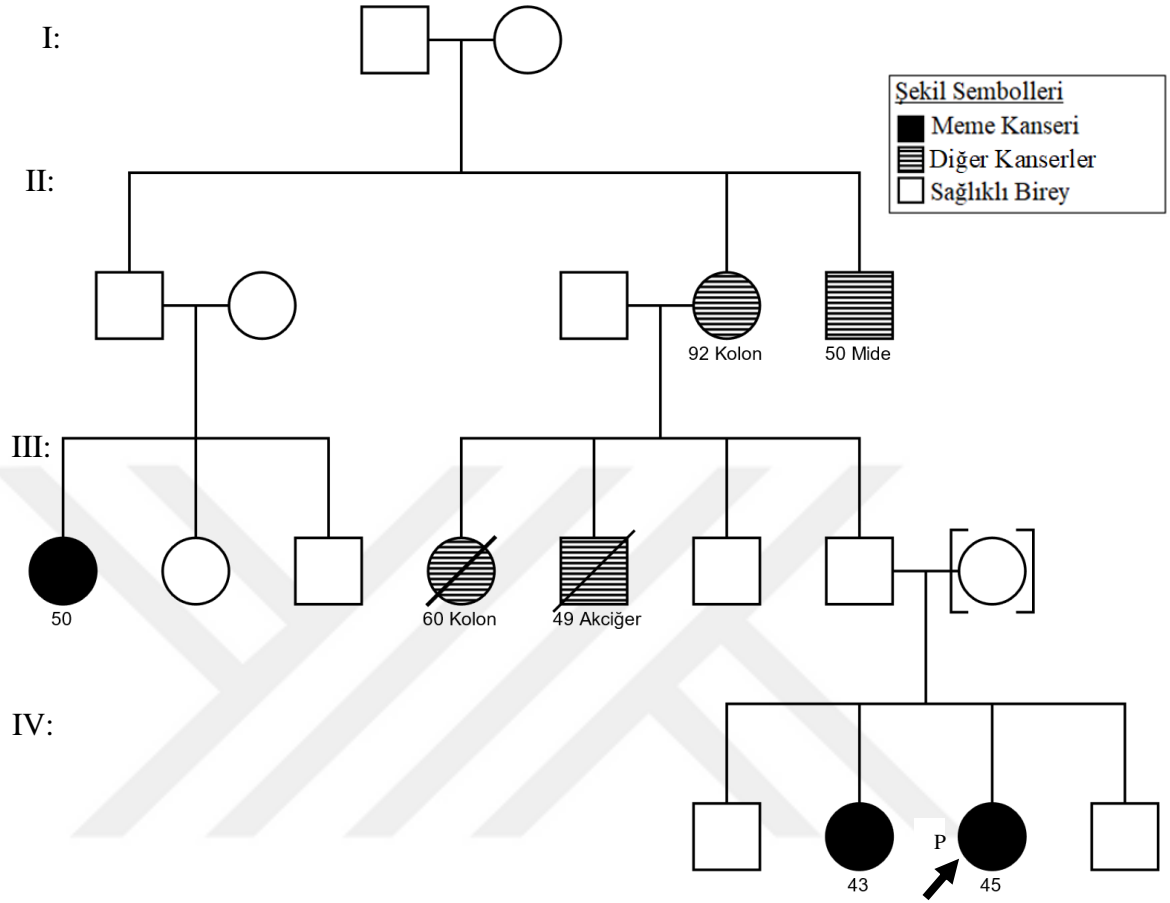 I:
Şekil Sembolleri
Meme Kanseri
Diğer Kanserler
Sağlıklı Birey
II:
92 Kolon
50 Mide
III:
50
60 Kolon
49 Akciğer
IV:
P
43
45